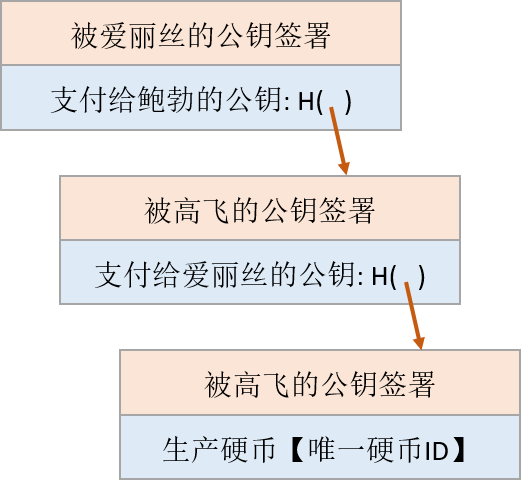 被爱丽丝的公钥签署
支付给鲍勃的公钥: H( )
被高飞的公钥签署
支付给爱丽丝的公钥: H( )
被高飞的公钥签署
生产硬币【唯一硬币ID】